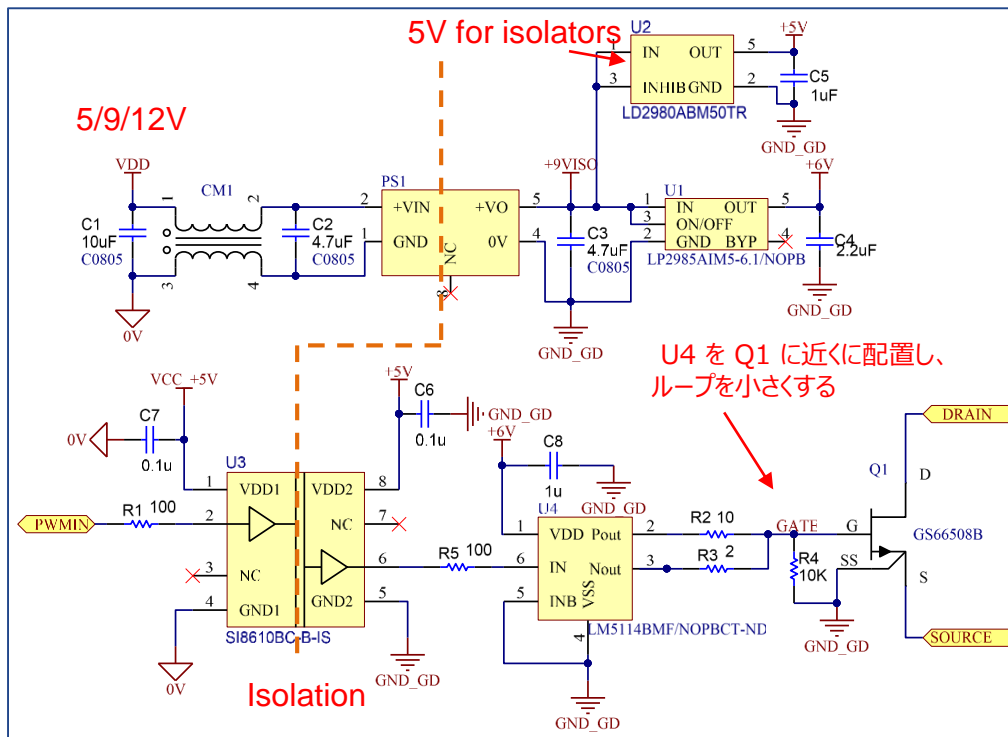 5V for isolators
U2
+5V
1
IN
OUT
5
3
INHIB
GND
2
C5
1uF
LD2980ABM50TR
GND_GD
5/9/12V
VDD
1
CM1
2
C1
10uF
C0805
C2
4.7uF
C0805
3
4
0V
PS1
2
+VIN
+VO
5
1
GND
0V
4
NC
8
+9VISO
C3
4.7uF
C0805
GND_GD
U1
1
IN
OUT
5
3
ON/OFF
2
GND
BYP
4
LP2985AIM5-6.1/NOPB
+6V
C4
2.2uF
GND_GD
U4 を Q1 に近くに配置し、
ループを小さくする
VCC_+5V
C7
0V
0.1u
+5V
C6
GND_GD
0.1u
U3
1
VDD1
VDD2
8
PWMIN
R1
100
2
NC
7
3
NC
6
R5
100
4
GND1
GND2
5
SI8610BC-B-IS
0V
GND_GD
Isolation
+6V
C8
1u
GND_GD
U4
1
VDD
Pout
2
R2
10
6
IN
Nout
3
R3
2
5
INB
VSS
4
LM5114BMF/NOPBCT-ND
GND_GD
GATE
R4
10K
GND_GD
Q1
G
D
SS
S
GS66508B
DRAIN
SOURCE